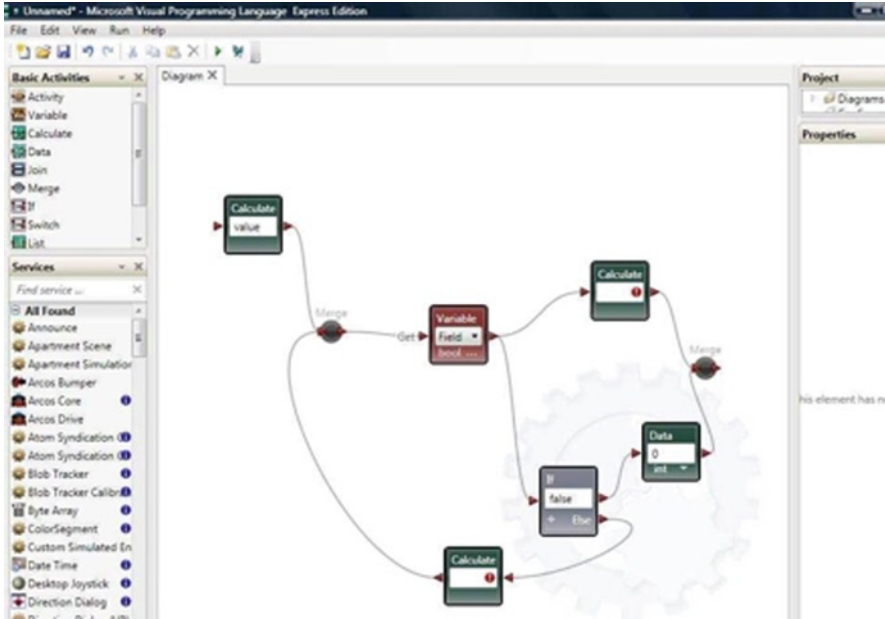 Unnamed* - Microsoft Visual Programming Language Express Edition
File Edit View Run Help
Basic Activities
Activity
Variable
Calculate
Data
Join
Merge
If
Switch
List
Services
Find service ...
All Found
Announce
Apartment Scene
Apartment Simulation
Arcos Bumper
Arcos Core
Arcos Drive
Atom Syndication
Atom Syndication
Blob Tracker
Blob Tracker Calibr
Byte Array
ColorSegment
Custom Simulated En
Date Time
Desktop Joystick
Direction Dialog
Diagram
Calculate
value
Merge
Get
Variable
Field
bool ...
Calculate
Merge
Data
0
int
If
false
+ Else
Calculate
Project
Diagrams
Properties
his element has n